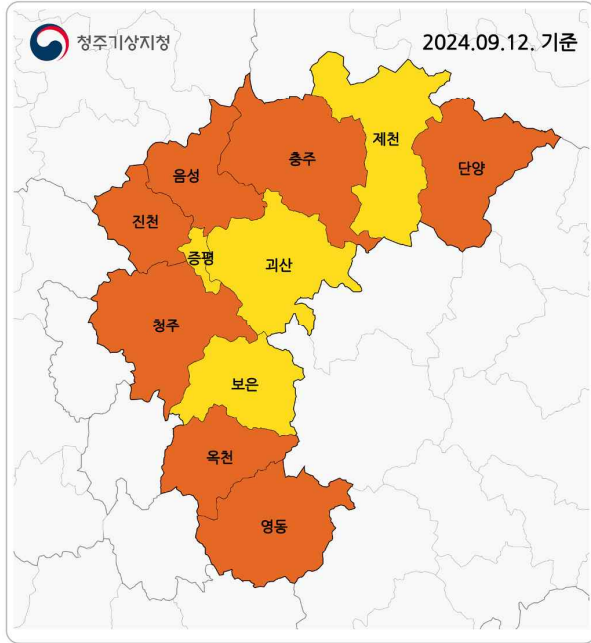 청주기상지청
2024.09.12. 기준
제천
충주
단양
음성
진천
증평
괴산
청주
보은
옥천
영동